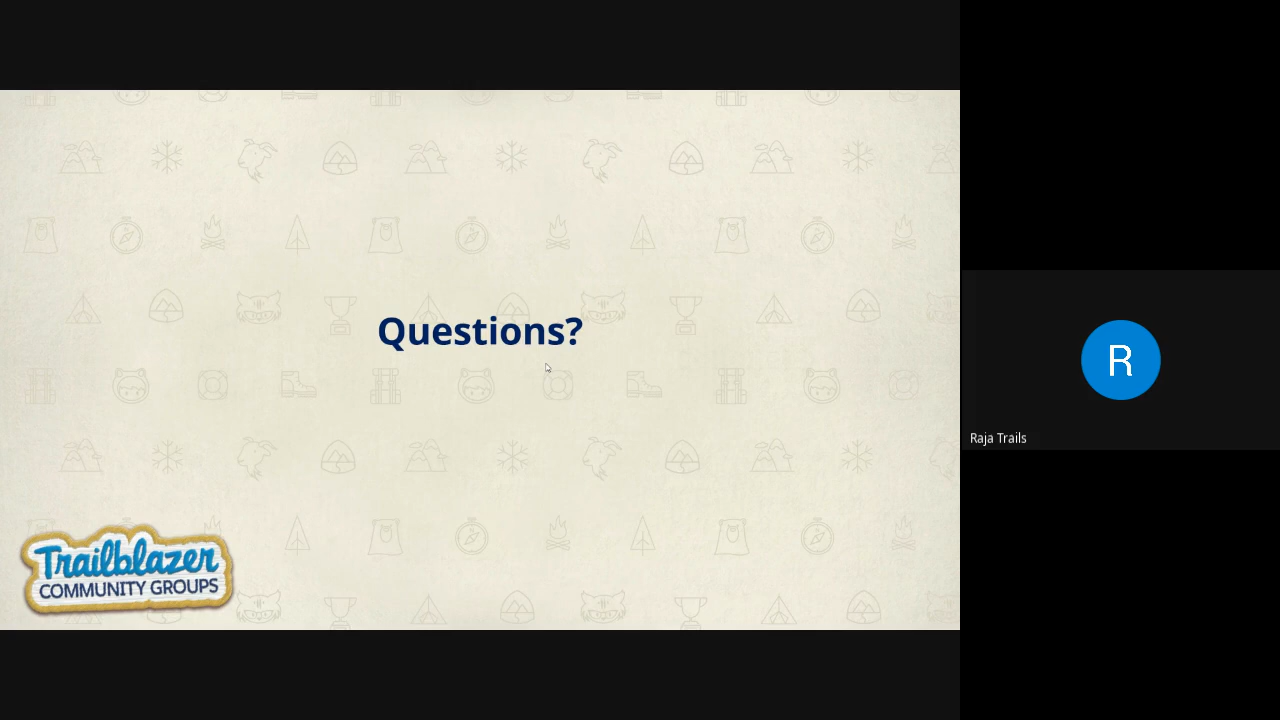 Questions?
R
Raja Trails
Trailblazer
COMMUNITY GROUPS